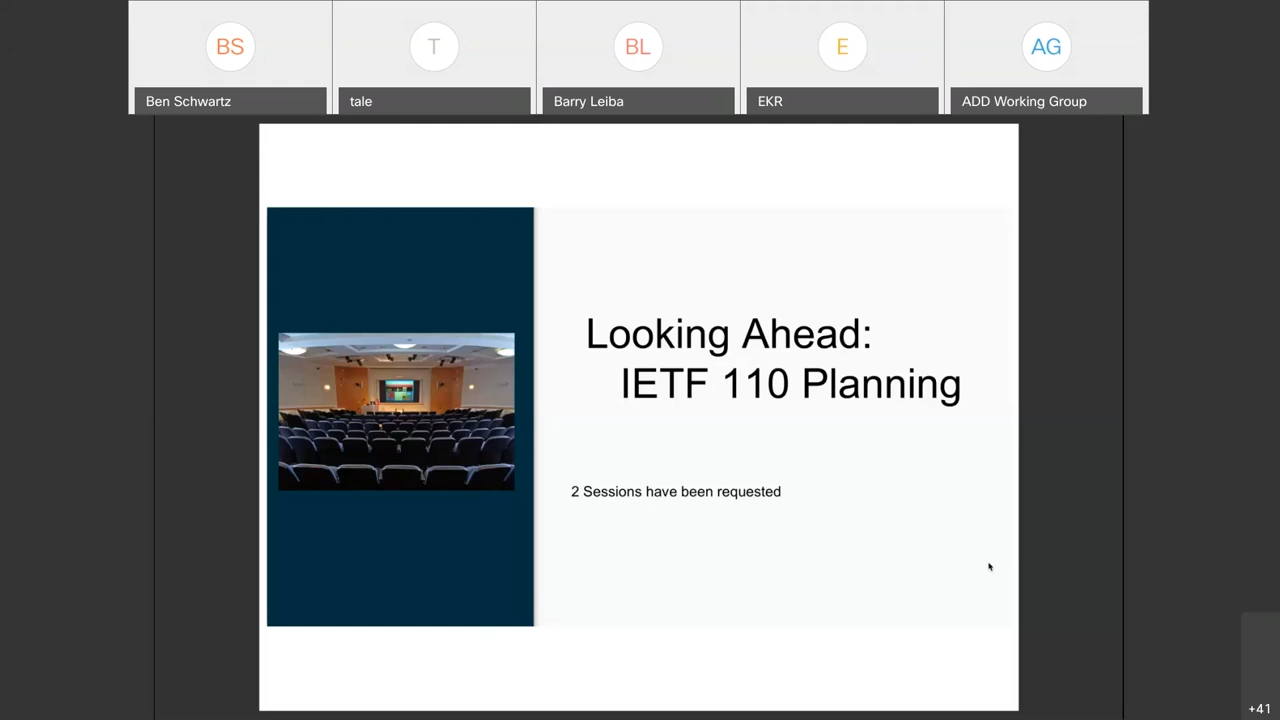 BS
T
BL
E
AG
Ben Schwartz
tale
Barry Leiba
EKR
ADD Working Group
Looking Ahead:
IETF 110 Planning
2 Sessions have been requested
+41